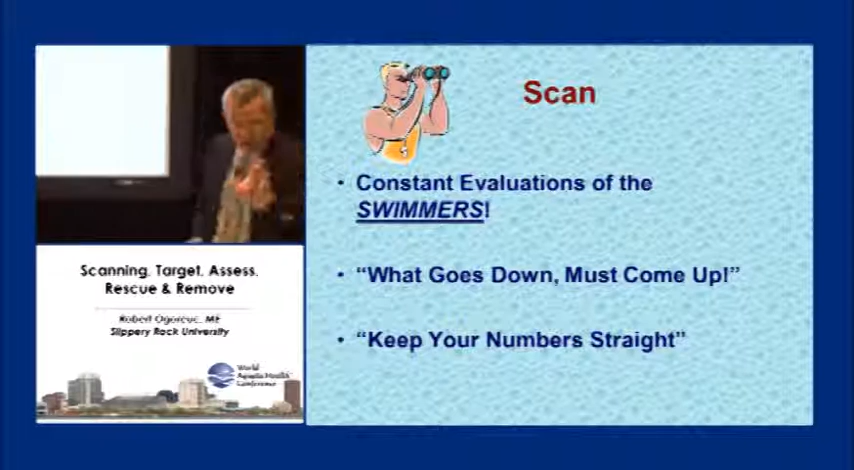 Scan
• Constant Evaluations of the
SWIMMERS!
• “What Goes Down, Must Come Up!”
• “Keep Your Numbers Straight”
Scanning, Target, Assess,
Rescue & Remove
Robert Ogoreuc, ME
Slippery Rock University
World
Aquatic Health
Conference